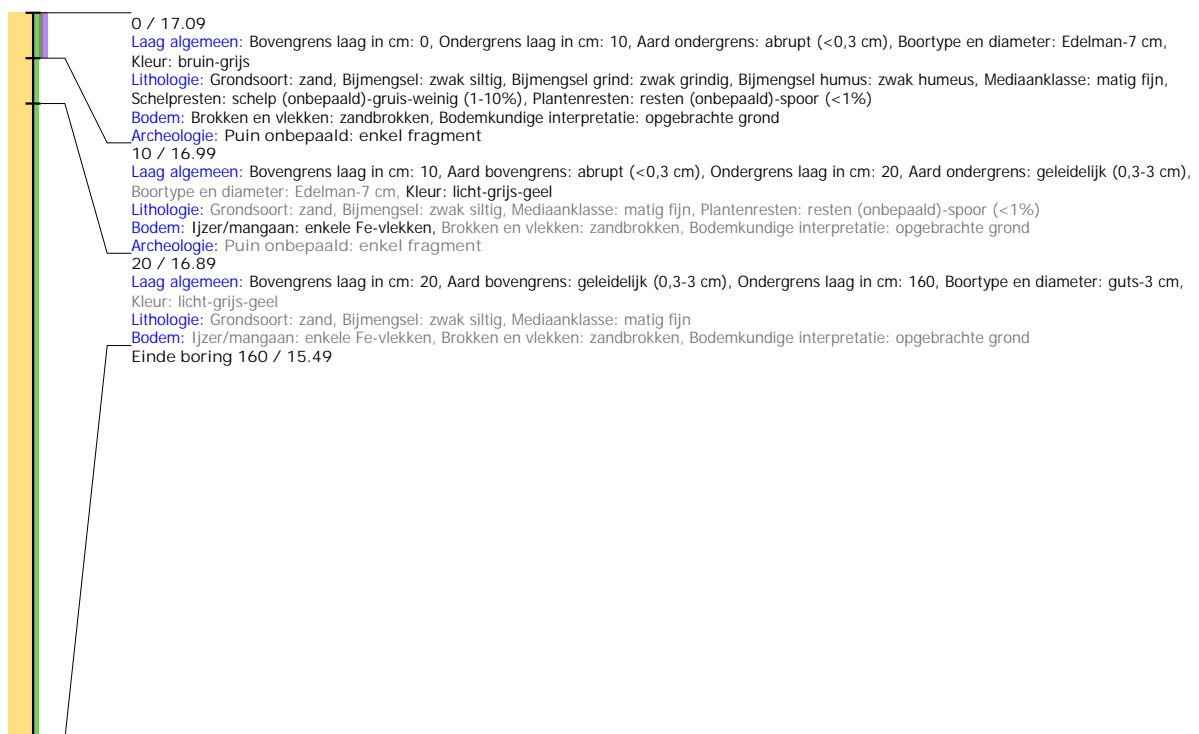 0 / 17.09
Laag algemeen: Bovengrens laag in cm: 0, Ondergrens laag in cm: 10, Aard ondergrens: abrupt (<0,3 cm), Boortype en diameter: Edelman-7 cm,
Kleur: bruin-grijs
Lithologie: Grondsoort: zand, Bijmengsel: zwak siltig, Bijmengsel grind: zwak grindig, Bijmengsel humus: zwak humeus, Mediaanklasse: matig fijn,
Schelpresten: schelp (onbepaald)-gruis-weinig (1-10%), Plantenresten: resten (onbepaald)-spoor (<1%)
Bodem: Brokken en vlekken: zandbrokken, Bodemkundige interpretatie: opgebrachte grond
Archeologie: Puin onbepaald: enkel fragment
10 / 16.99
Laag algemeen: Bovengrens laag in cm: 10, Aard bovengrens: abrupt (<0,3 cm), Ondergrens laag in cm: 20, Aard ondergrens: geleidelijk (0,3-3 cm),
Boortype en diameter: Edelman-7 cm, Kleur: licht-grijs-geel
Lithologie: Grondsoort: zand, Bijmengsel: zwak siltig, Mediaanklasse: matig fijn, Plantenresten: resten (onbepaald)-spoor (<1%)
Bodem: Ijzer/mangaan: enkele Fe-vlekken, Brokken en vlekken: zandbrokken, Bodemkundige interpretatie: opgebrachte grond
Archeologie: Puin onbepaald: enkel fragment
20 / 16.89
Laag algemeen: Bovengrens laag in cm: 20, Aard bovengrens: geleidelijk (0,3-3 cm), Ondergrens laag in cm: 160, Boortype en diameter: guts-3 cm,
Kleur: licht-grijs-geel
Lithologie: Grondsoort: zand, Bijmengsel: zwak siltig, Mediaanklasse: matig fijn
Bodem: Ijzer/mangaan: enkele Fe-vlekken, Brokken en vlekken: zandbrokken, Bodemkundige interpretatie: opgebrachte grond
Einde boring 160 / 15.49